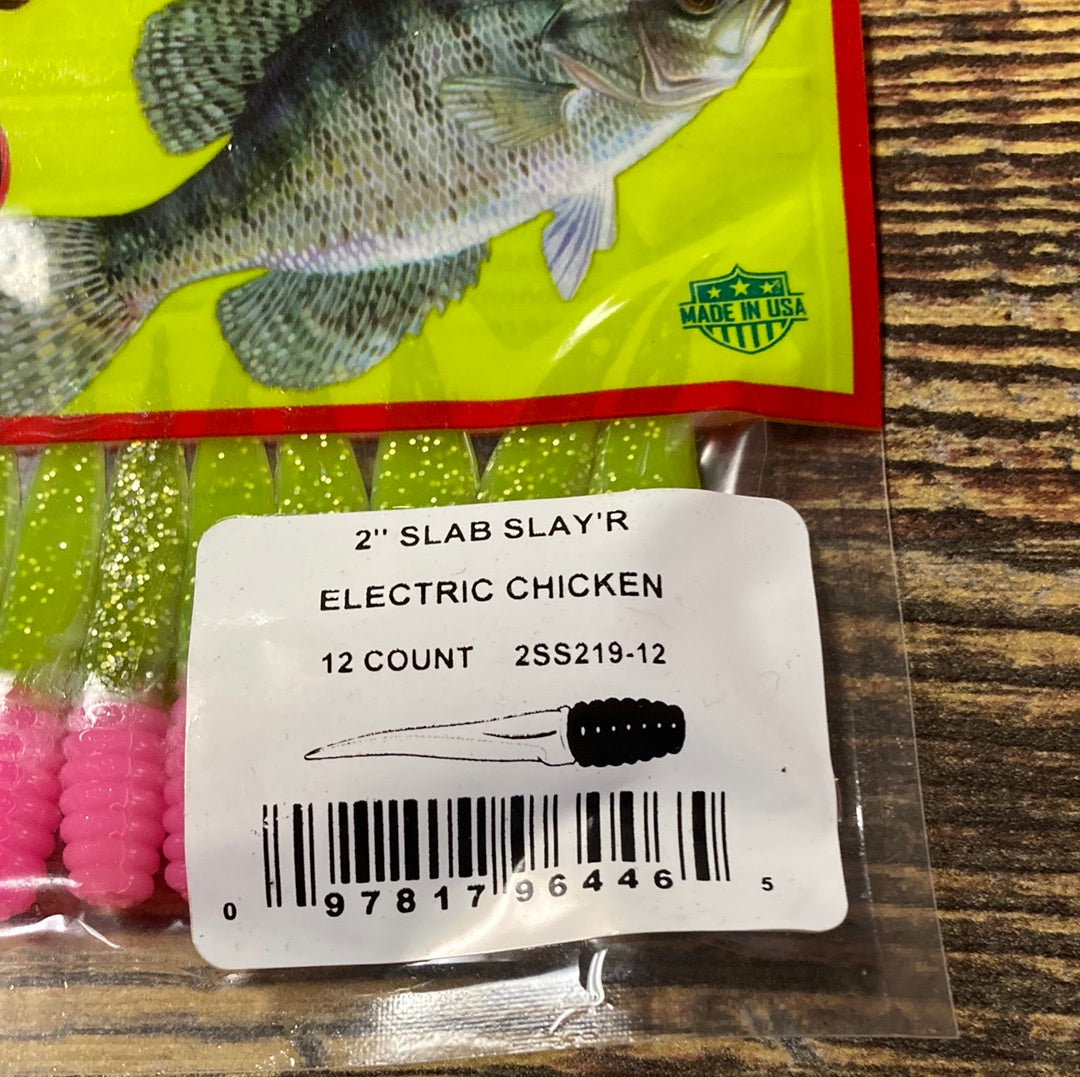 MADE IN USA
2" SLAB SLAY'R
ELECTRIC CHICKEN
12 COUNT 2SS219-12
0 97817 96446 5